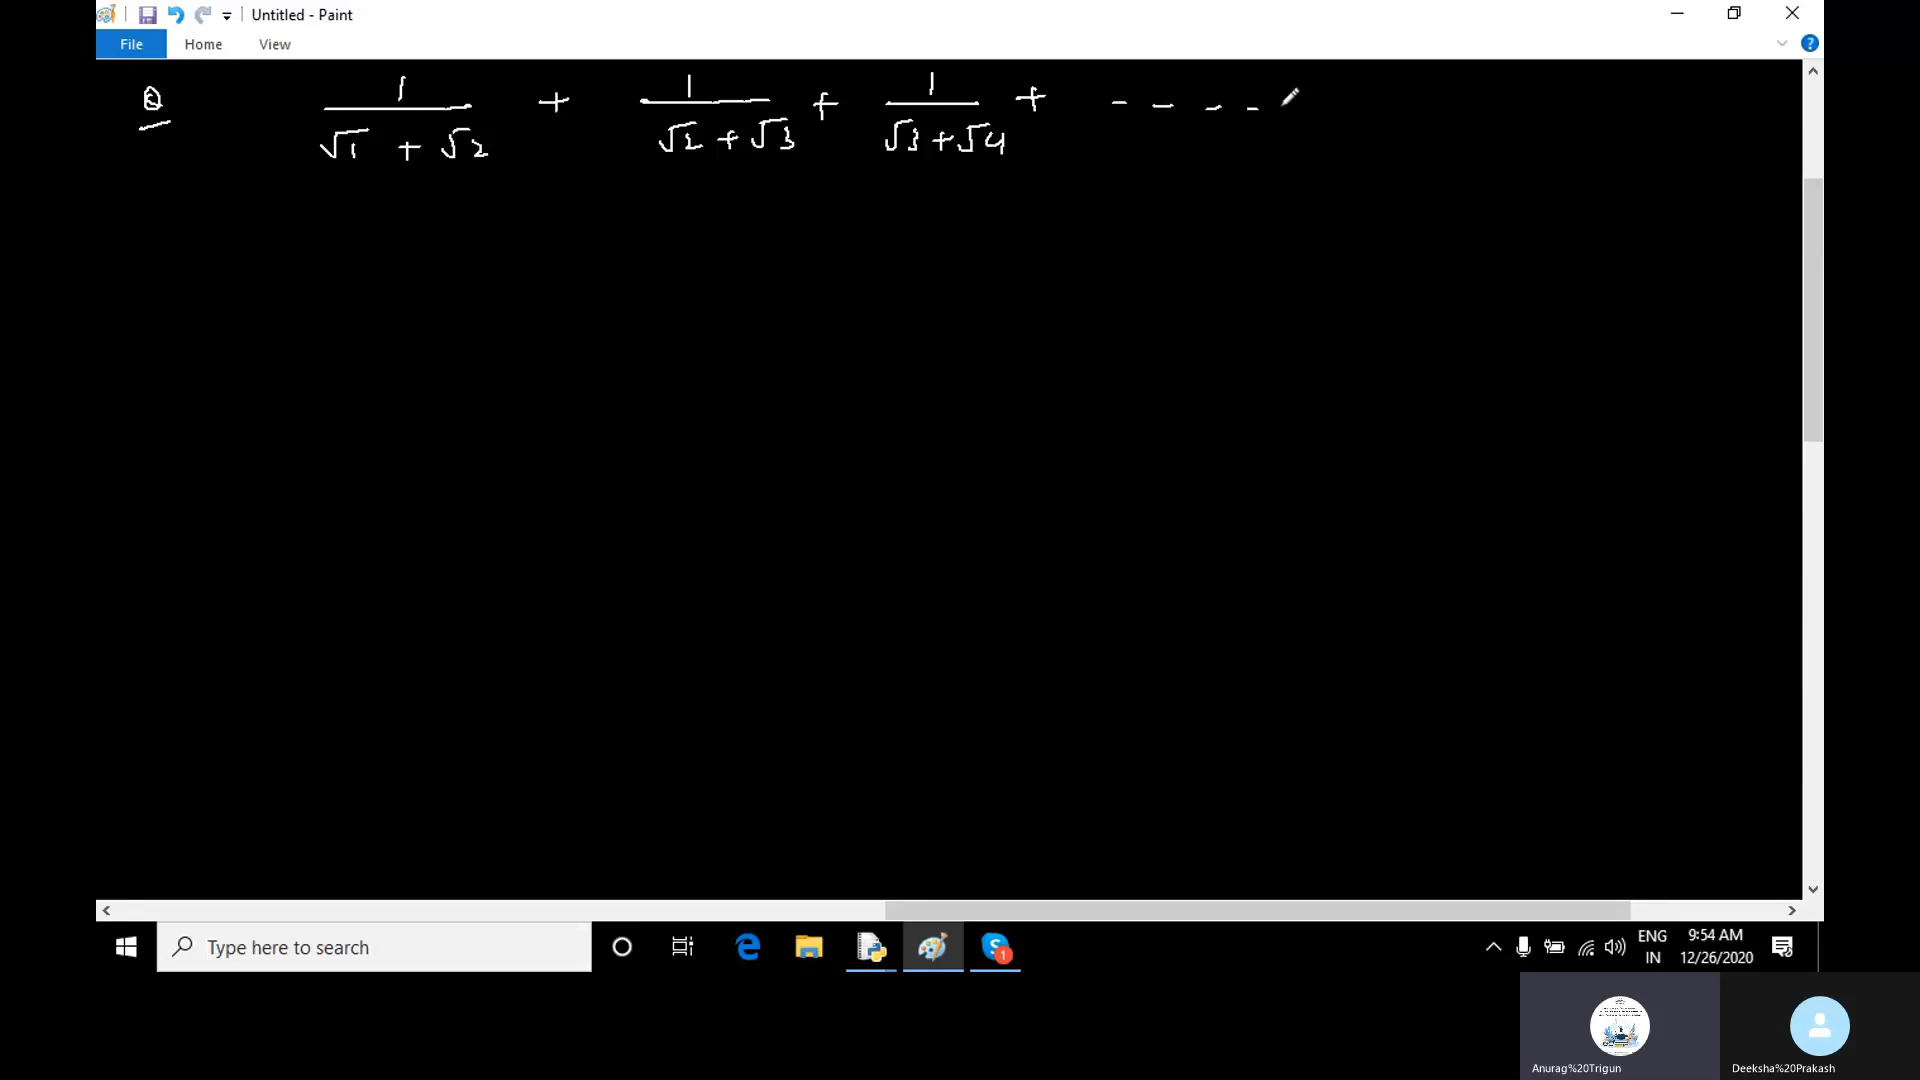 Untitled - Paint
File Home View
Q 1/(√1 + √2) + 1/(√2 + √3) + 1/(√3 + √4) + - - - -
Type here to search
1
ENG 9:54 AM
IN 12/26/2020
Anurag%20Trigun Deeksha%20Prakash